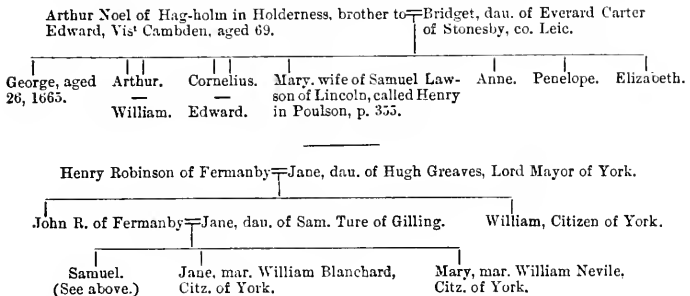 Arthur Noel of Hag-holm in Holderness, brother to╤Bridget, dau. of Everard Carter
Edward, Visᵗ Cambden, aged 69. of Stonesby, co. Leic.
George, aged Arthur. Cornelius. Mary, wife of Samuel Law- Anne. Penelope. Elizabeth.
26, 1665. — — son of Lincoln, called Henry
William. Edward. in Poulson, p. 355.
Henry Robinson of Fermanby╤Jane, dau. of Hugh Greaves, Lord Mayor of York.
John R. of Fermanby╤Jane, dau. of Sam. Ture of Gilling. William, Citizen of York.
Samuel. Jane, mar. William Blanchard, Mary, mar. William Nevile,
(See above.) Citz. of York. Citz. of York.